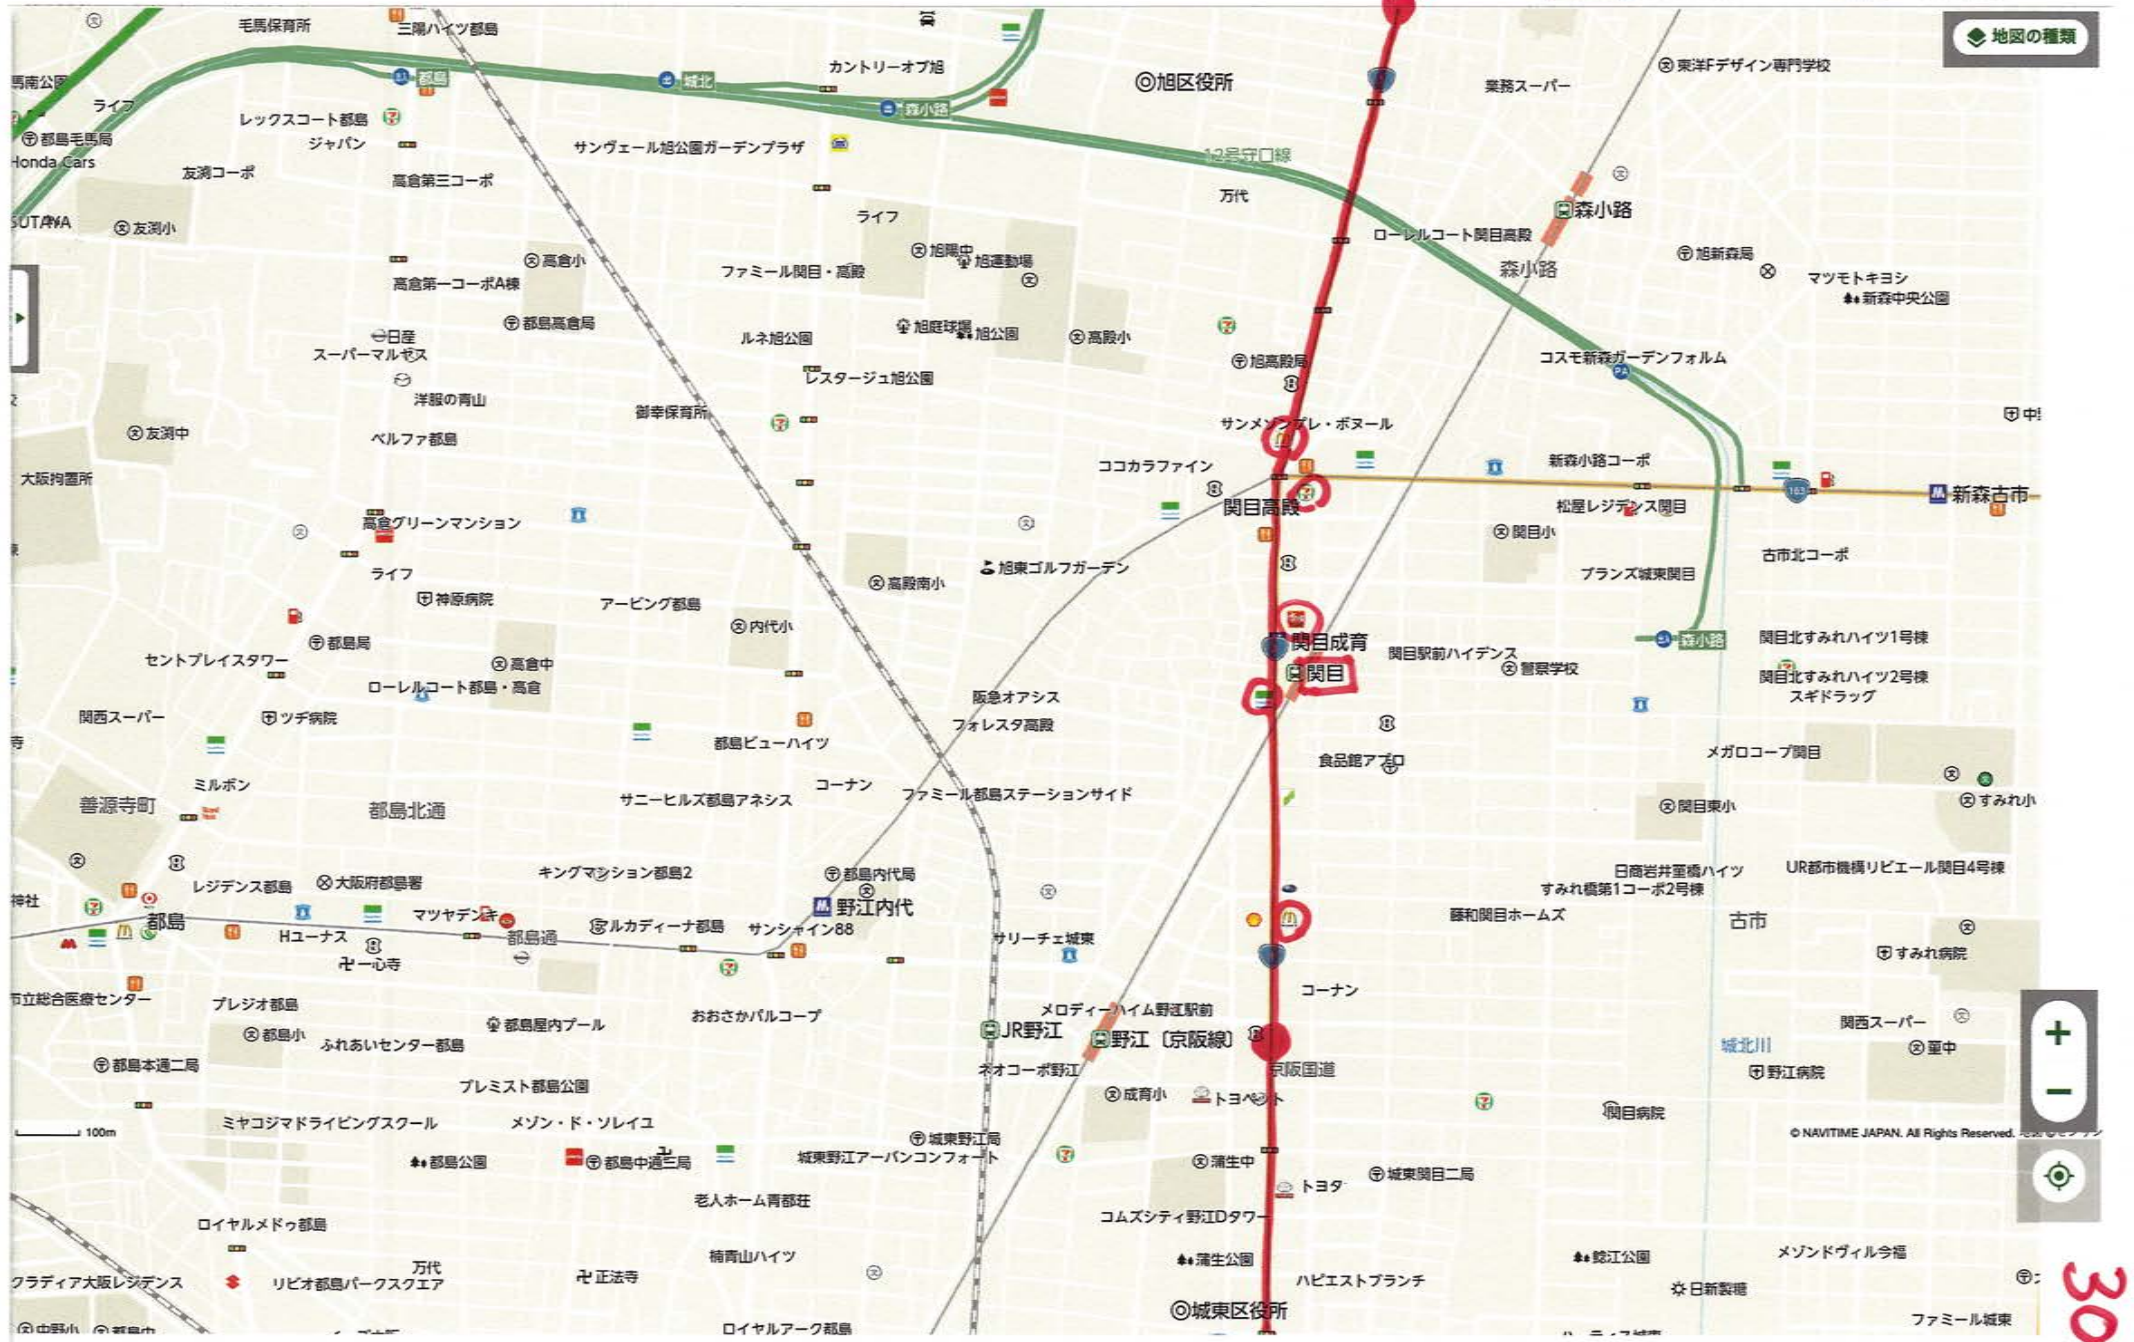 毛馬保育所
三陽ハイツ都島
地図の種類
カントリーオブ旭
旭区役所
業務スーパー
東洋Fデザイン専門学校
馬南公園
都島
城北
森小路
ライフ
レックスコート都島
ジャパン
都島毛馬局
Honda Cars
サンヴェール旭公園ガーデンプラザ
12号守口線
友渕コーポ
高倉第三コーポ
万代
森小路
ライフ
友渕小
ローレルコート関目高殿
旭陽中
旭運動場
旭新森局
高倉小
ファミール関目・高殿
森小路
マツモトキヨシ
高倉第一コーポA棟
新森中央公園
都島高倉局
旭庭球場
旭公園
高殿小
日産
ルネ旭公園
スーパーマルゼス
旭高殿局
コスモ新森ガーデンフォルム
PA
レスタージュ旭公園
洋服の青山
御幸保育所
サンメゾンプレ・ボヌール
友渕中
ベルファ都島
ココカラファイン
新森小路コーポ
大阪拘置所
163
新森古市
関目高殿
松屋レジデンス関目
高倉グリーンマンション
関目小
古市北コーポ
ライフ
旭東ゴルフガーデン
ブランズ城東関目
高殿南小
神原病院
アービング都島
内代小
都島局
関目成育
森小路
関目北すみれハイツ1号棟
セントプレイスタワー
高倉中
関目駅前ハイデンス
警察学校
関目
関目北すみれハイツ2号棟
ローレルコート都島・高倉
阪急オアシス
スギドラッグ
関西スーパー
ツヂ病院
フォレスタ高殿
都島ビューハイツ
メガロコープ関目
食品館アプロ
ミルボン
コーナン
善源寺町
都島北通
サニーヒルズ都島アネシス
ファミール都島ステーションサイド
関目東小
すみれ小
キングマンション都島2
都島内代局
日商岩井菫橋ハイツ
UR都市機構リビエール関目4号棟
レジデンス都島
大阪府都島署
すみれ橋第1コーポ2号棟
神社
野江内代
マツヤデンキ
藤和関目ホームズ
古市
都島
Hユーナス
都島通
アルカディーナ都島
サンシャイン88
サリーチェ城東
一心寺
すみれ病院
コーナン
市立総合医療センター
プレジオ都島
おおさかパルコープ
メロディーハイム野江駅前
都島屋内プール
JR野江
野江〔京阪線〕
関西スーパー
都島小
ふれあいセンター都島
城北川
菫中
都島本通二局
ネオコーポ野江
京阪国道
野江病院
プレミスト都島公園
成育小
トヨペット
関目病院
ミヤコジマドライビングスクール
メゾン・ド・ソレイユ
100m
城東野江局
© NAVITIME JAPAN. All Rights Reserved.
都島公園
都島中通三局
城東野江アーバンコンフォート
蒲生中
城東関目二局
トヨタ
老人ホーム青都荘
ロイヤルメドゥ都島
コムズシティ野江Dタワー
楠青山ハイツ
蒲生公園
鯰江公園
メゾンドヴィル今福
万代
クラディア大阪レジデンス
リビオ都島パークスクエア
正法寺
ハピエストブランチ
日新製糖
城東区役所
ファミール城東
ロイヤルアーク都島
中野小
30